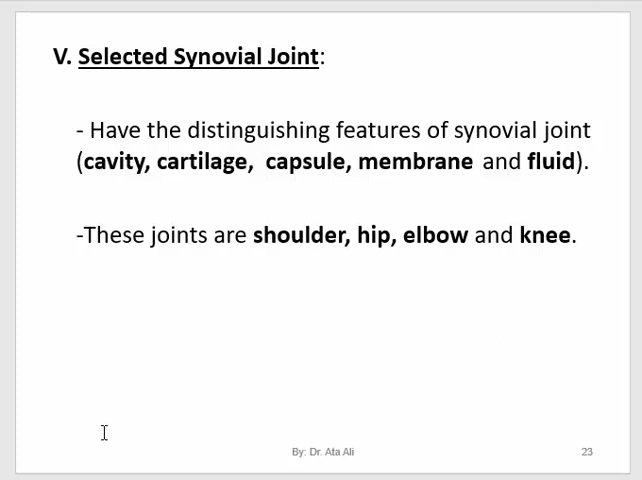 V. Selected Synovial Joint:
- Have the distinguishing features of synovial joint
(cavity, cartilage, capsule, membrane and fluid).
-These joints are shoulder, hip, elbow and knee.
By: Dr. Ata Ali
23